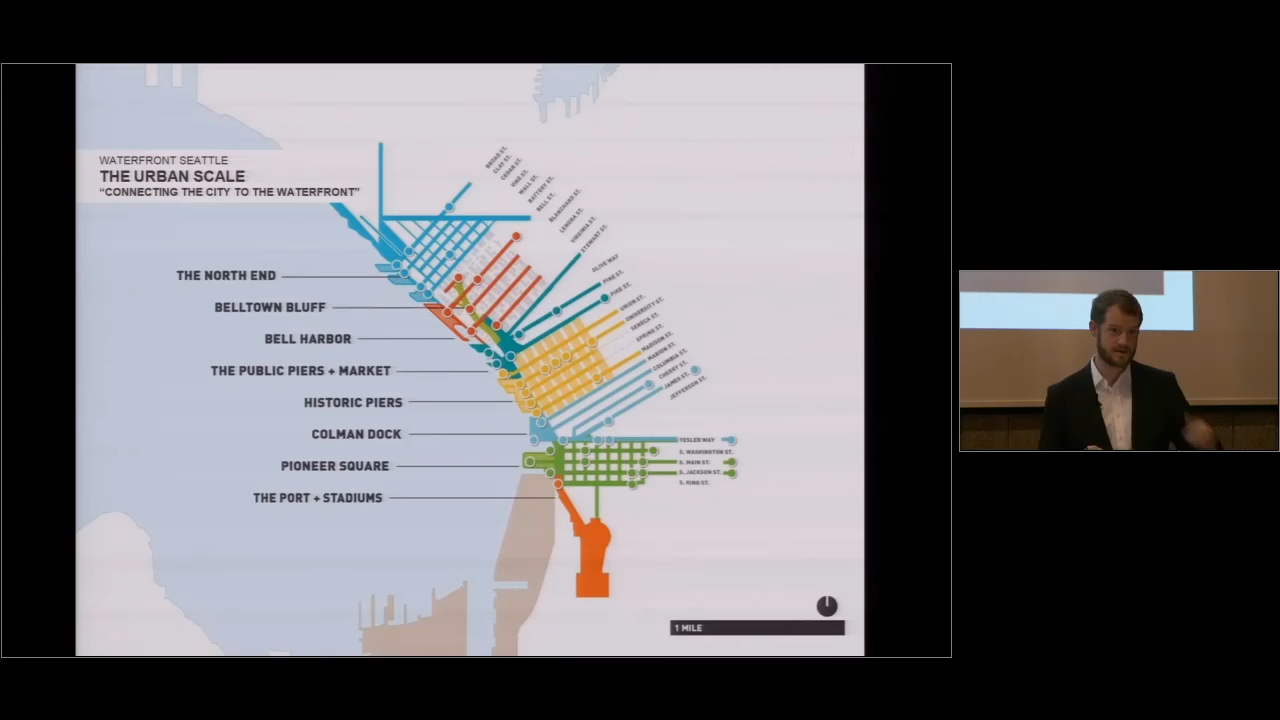 WATERFRONT SEATTLE
THE URBAN SCALE
“CONNECTING THE CITY TO THE WATERFRONT”
BROAD ST.
CLAY ST.
CEDAR ST.
VINE ST.
WALL ST.
BATTERY ST.
BELL ST.
BLANCHARD ST.
LENORA ST.
VIRGINIA ST.
STEWART ST.
OLIVE WAY
PINE ST.
PIKE ST.
UNION ST.
UNIVERSITY ST.
SENECA ST.
SPRING ST.
MADISON ST.
MARION ST.
COLUMBIA ST.
CHERRY ST.
JAMES ST.
JEFFERSON ST.
YESLER WAY
S. WASHINGTON ST.
S. MAIN ST.
S. JACKSON ST.
S. KING ST.
THE NORTH END
BELLTOWN BLUFF
BELL HARBOR
THE PUBLIC PIERS + MARKET
HISTORIC PIERS
COLMAN DOCK
PIONEER SQUARE
THE PORT + STADIUMS
1 MILE